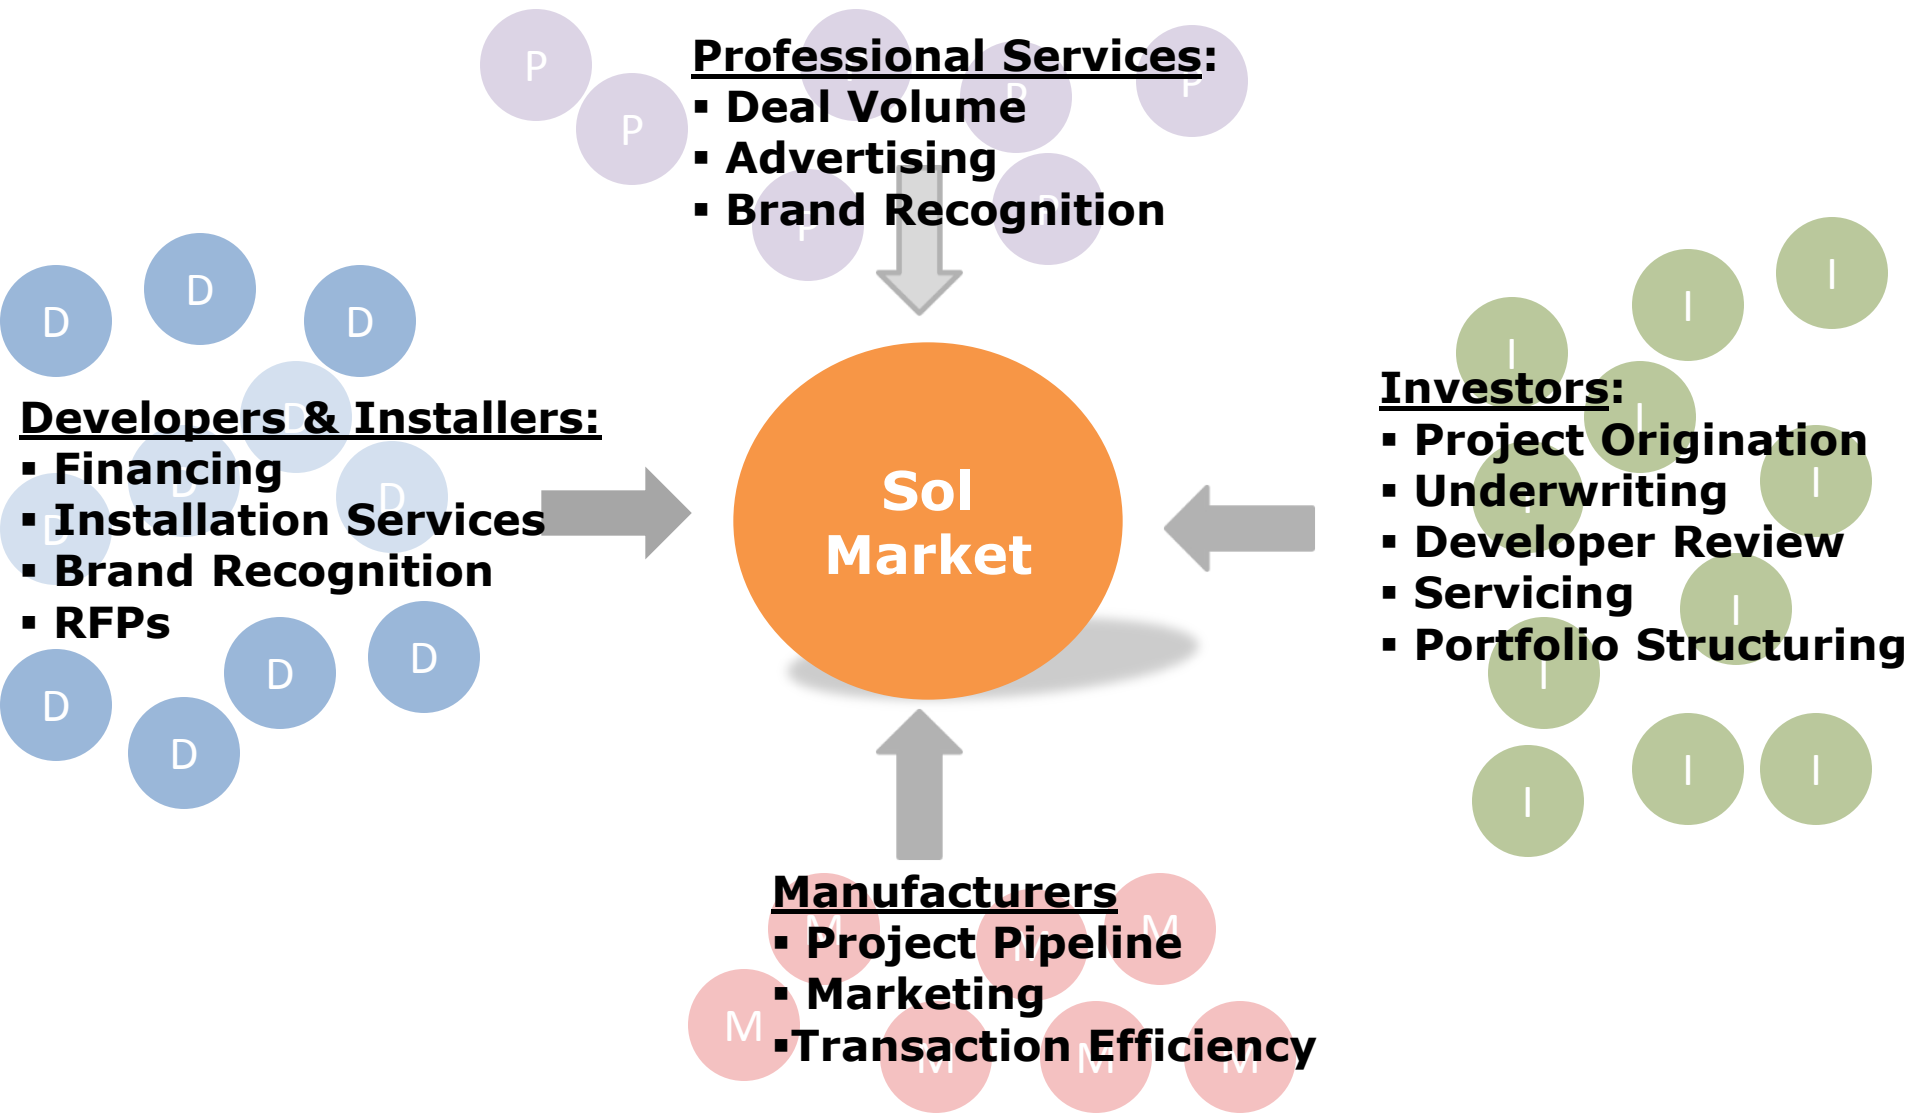 P
P
P
P
P
P
P
Professional Services:
▪ Deal Volume
▪ Advertising
▪ Brand Recognition
D
D
D
D
D
D
D
D
D
D
D
Developers & Installers:
▪ Financing
▪ Installation Services
▪ Brand Recognition
▪ RFPs
Sol
Market
I
I
I
I
I
I
I
I
I
I
I
Investors:
▪ Project Origination
▪ Underwriting
▪ Developer Review
▪ Servicing
▪ Portfolio Structuring
Manufacturers
▪ Project Pipeline
▪ Marketing
▪Transaction Efficiency
M
M
M
M
M
M
M